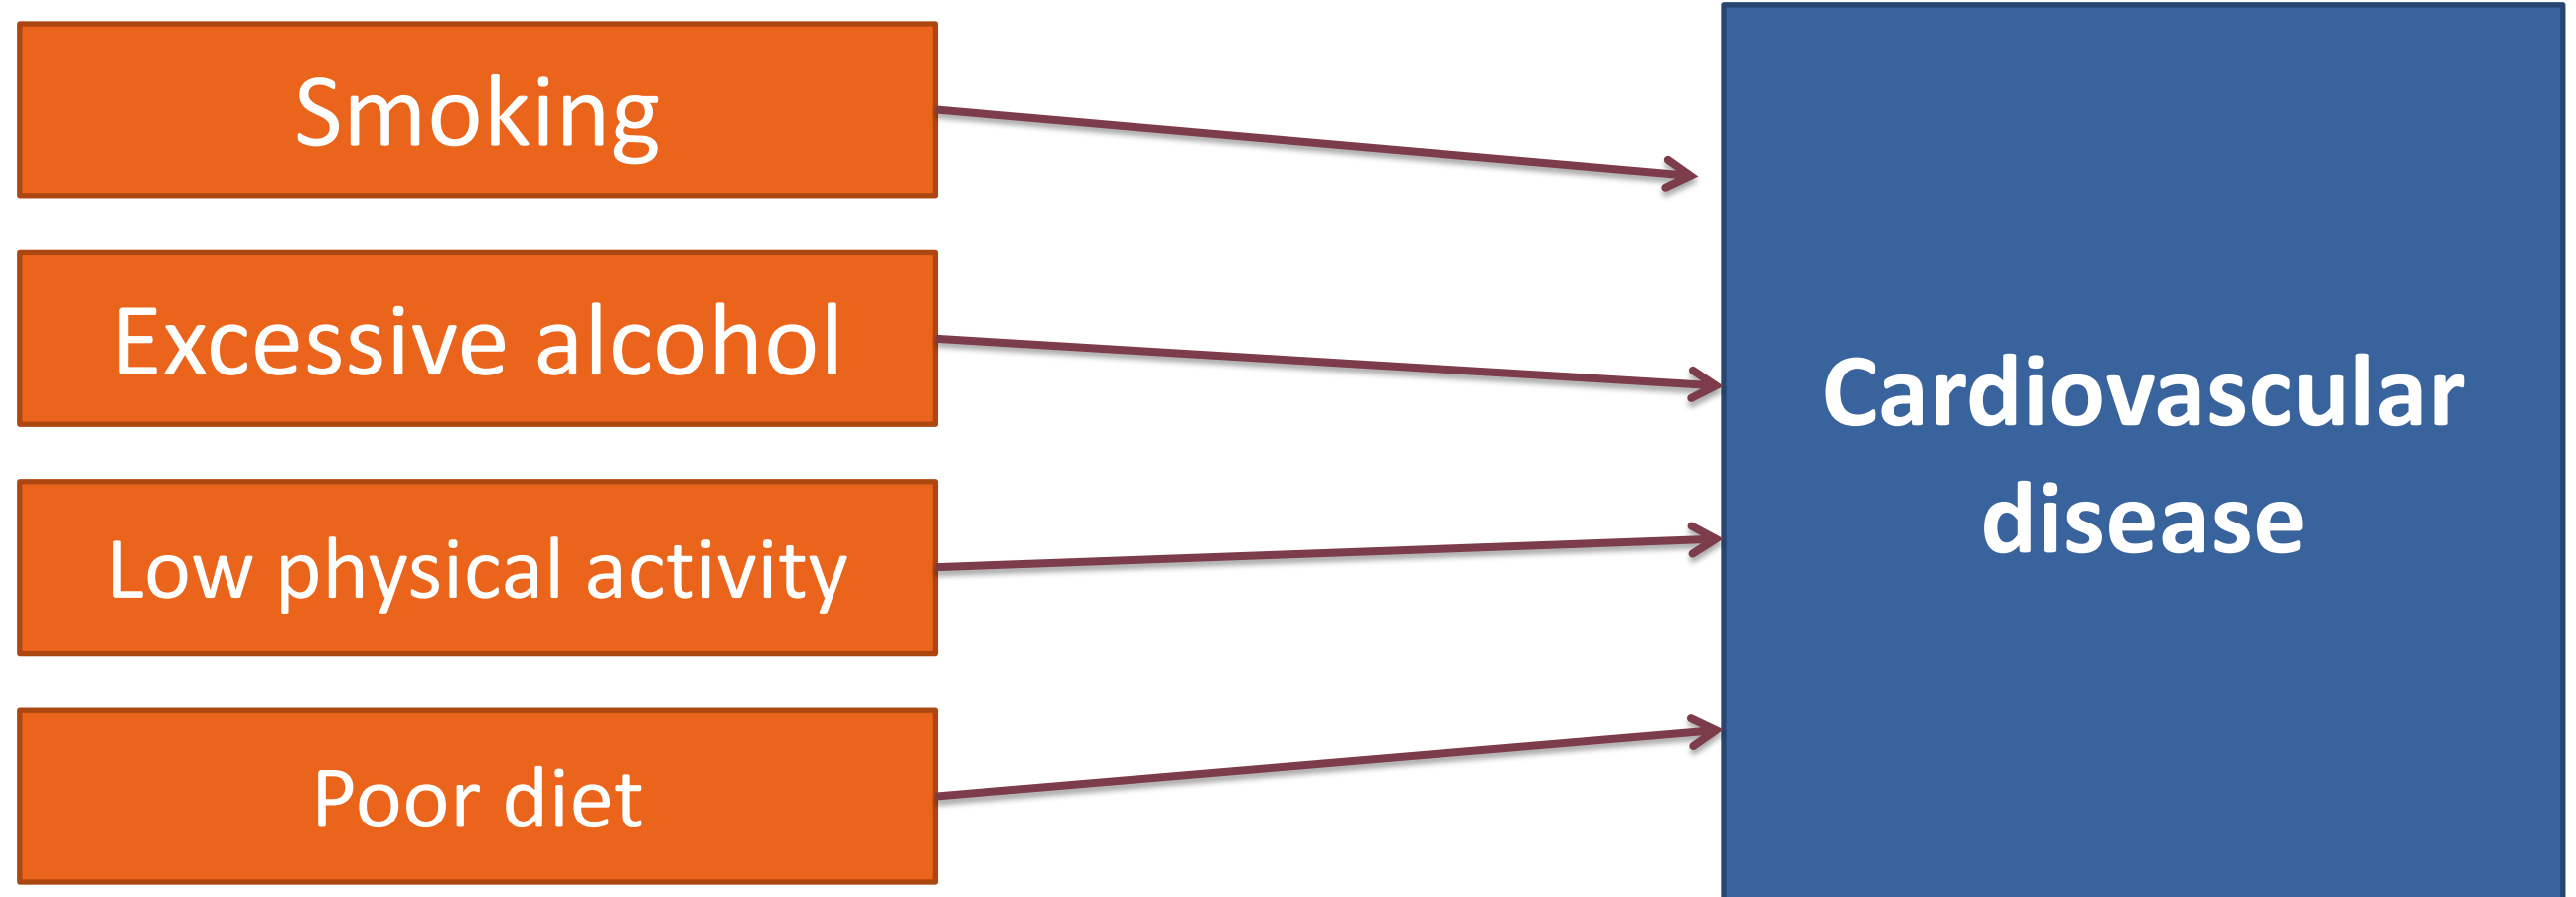 Smoking
Excessive alcohol
Low physical activity
Poor diet
Cardiovascular
disease